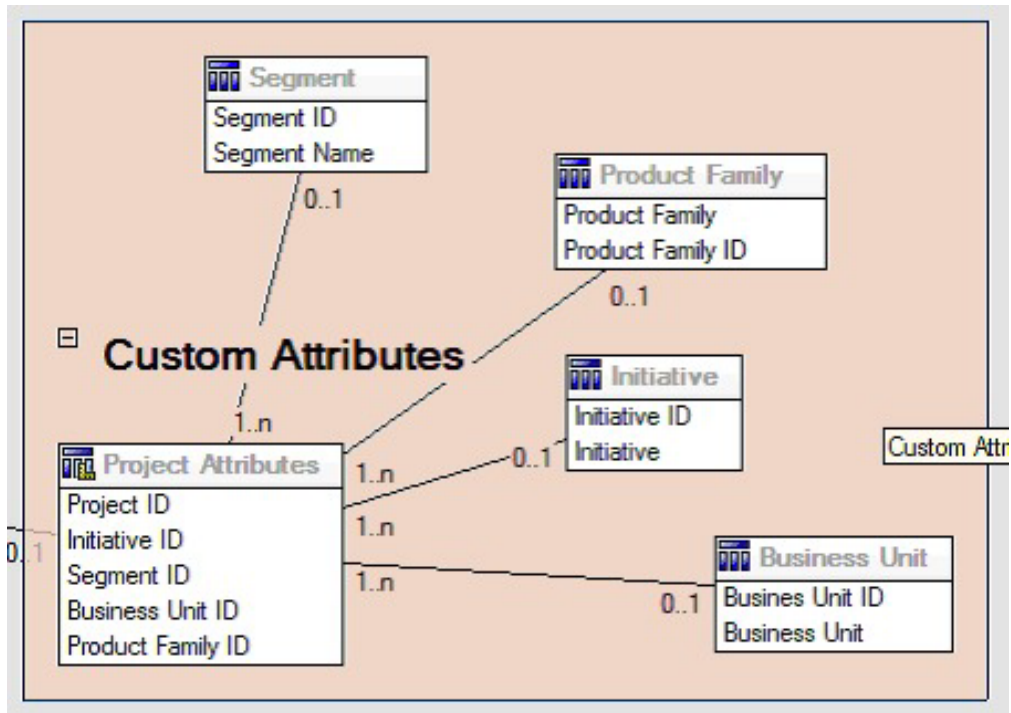 Segment
Segment ID
Segment Name
0..1
Product Family
Product Family
Product Family ID
0..1
Custom Attributes
Initiative
Initiative ID
Initiative
0..1
1..n
Project Attributes
Project ID
Initiative ID
Segment ID
Business Unit ID
Product Family ID
1..n
1..n
1..n
0..1
Custom Attr
Business Unit
Busines Unit ID
Business Unit
0..1